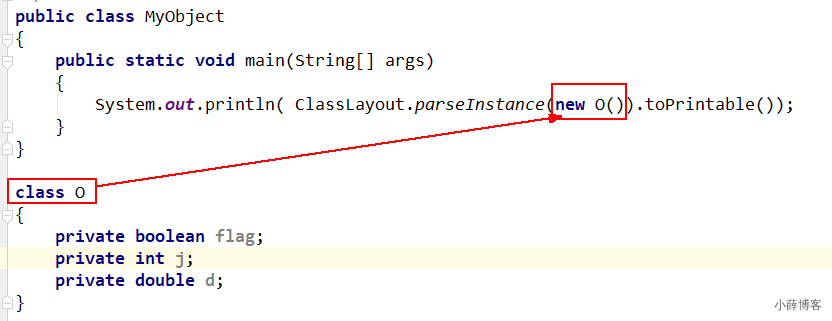 public class MyObject
{
    public static void main(String[] args)
    {
        System.out.println( ClassLayout.parseInstance(new O()).toPrintable());
    }
}
class O
{
    private boolean flag;
    private int j;
    private double d;
}
小薛博客